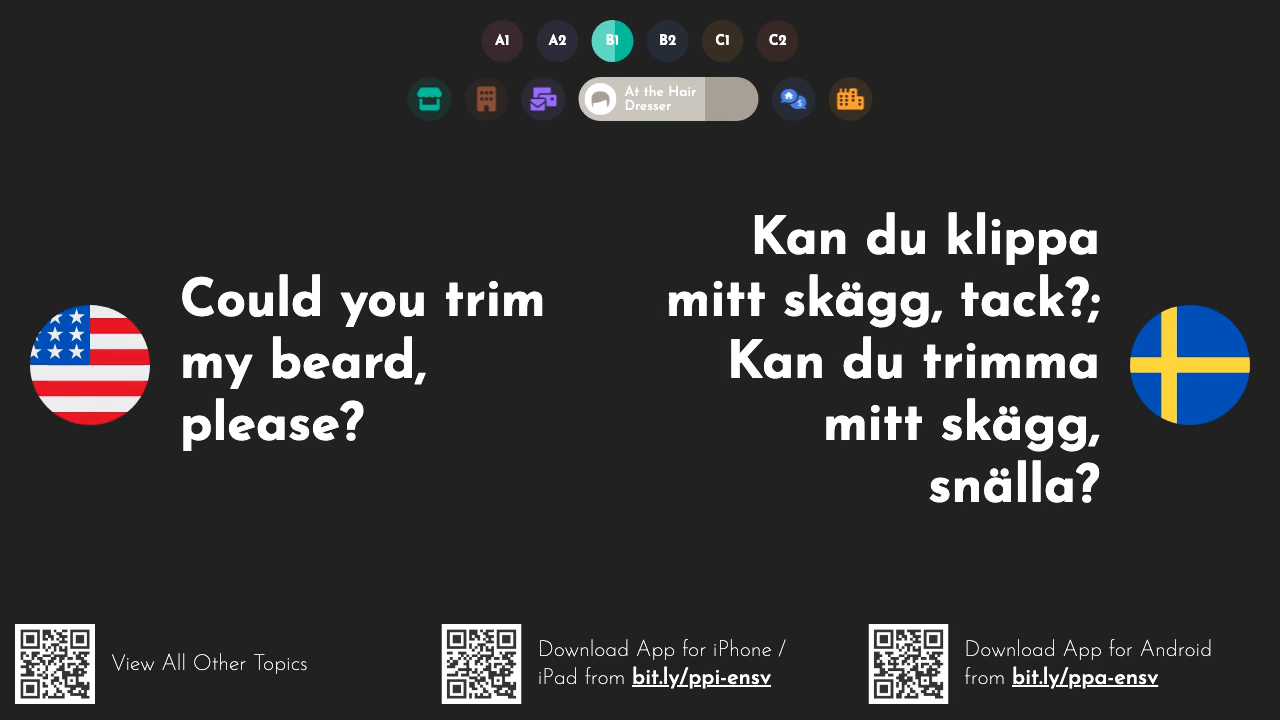 A1 A2 B1 B2 C1 C2
At the Hair
Dresser
Could you trim
my beard,
please?
Kan du klippa
mitt skägg, tack?;
Kan du trimma
mitt skägg,
snälla?
View All Other Topics
Download App for iPhone /
iPad from bit.ly/ppi-ensv
Download App for Android
from bit.ly/ppa-ensv